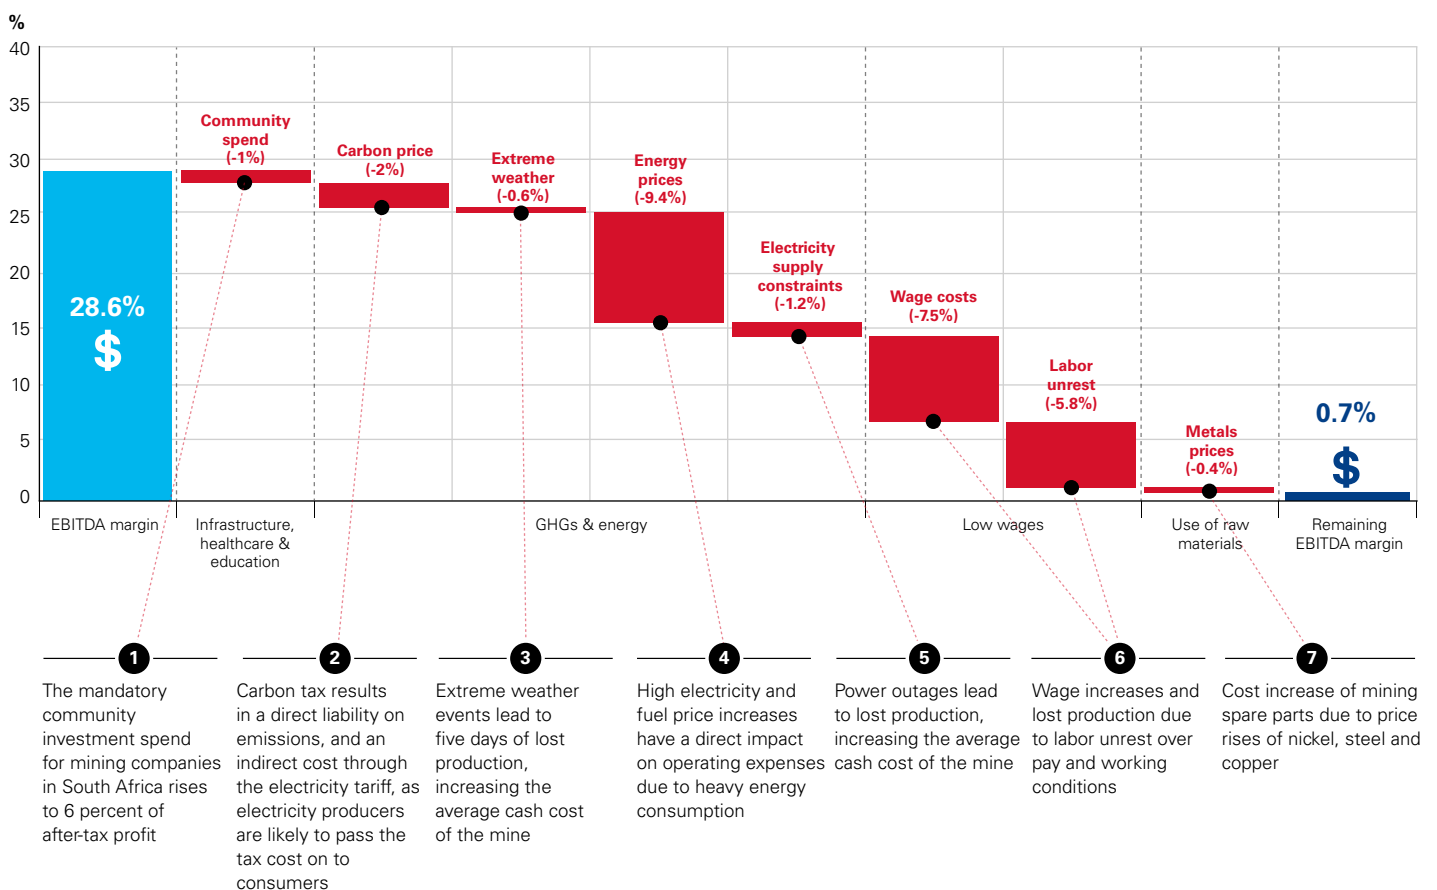 %
40
35
30
25
20
15
10
5
0
28.6%
$
Community
spend
(-1%)
Carbon price
(-2%)
Extreme
weather
(-0.6%)
Energy
prices
(-9.4%)
Electricity
supply
constraints
(-1.2%)
Wage costs
(-7.5%)
Labor
unrest
(-5.8%)
Metals
prices
(-0.4%)
0.7%
$
EBITDA margin
Infrastructure,
healthcare &
education
GHGs & energy
Low wages
Use of raw
materials
Remaining
EBITDA margin
1
The mandatory
community
investment spend
for mining companies
in South Africa rises
to 6 percent of
after-tax profit
2
Carbon tax results
in a direct liability on
emissions, and an
indirect cost through
the electricity tariff, as
electricity producers
are likely to pass the
tax cost on to
consumers
3
Extreme weather
events lead to
five days of lost
production,
increasing the
average cash cost
of the mine
4
High electricity and
fuel price increases
have a direct impact
on operating expenses
due to heavy energy
consumption
5
Power outages lead
to lost production,
increasing the average
cash cost of the mine
6
Wage increases and
lost production due
to labor unrest over
pay and working
conditions
7
Cost increase of mining
spare parts due to price
rises of nickel, steel and
copper